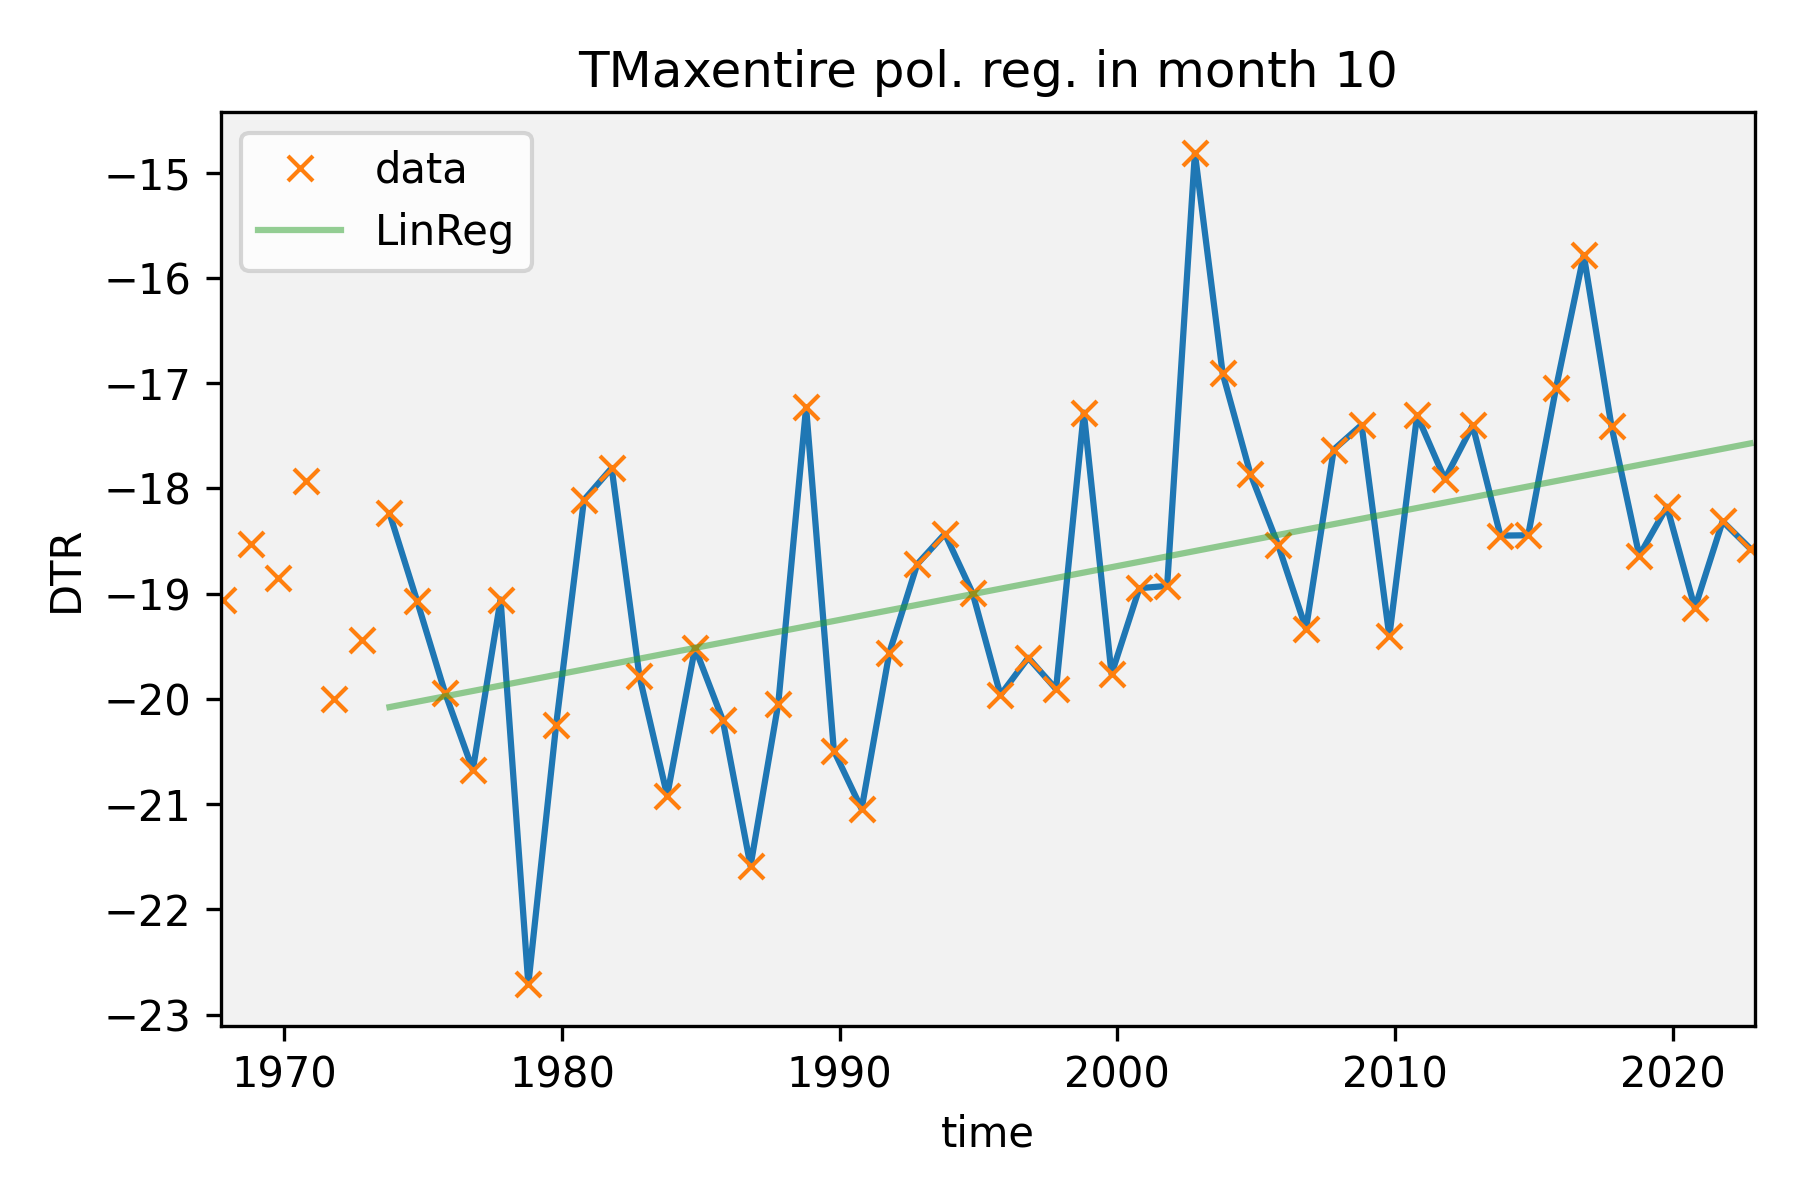 TMaxentire pol. reg. in month 10
data
LinReg
−15
−16
−17
−18
−19
−20
−21
−22
−23
DTR
1970 1980 1990 2000 2010 2020
time